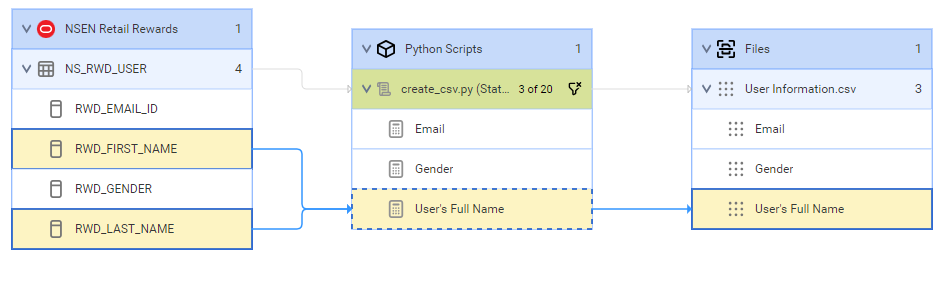 NSEN Retail Rewards 1
NS_RWD_USER 4
RWD_EMAIL_ID
RWD_FIRST_NAME
RWD_GENDER
RWD_LAST_NAME
Python Scripts 1
create_csv.py (Stat... 3 of 20
Email
Gender
User's Full Name
Files 1
User Information.csv 3
Email
Gender
User's Full Name